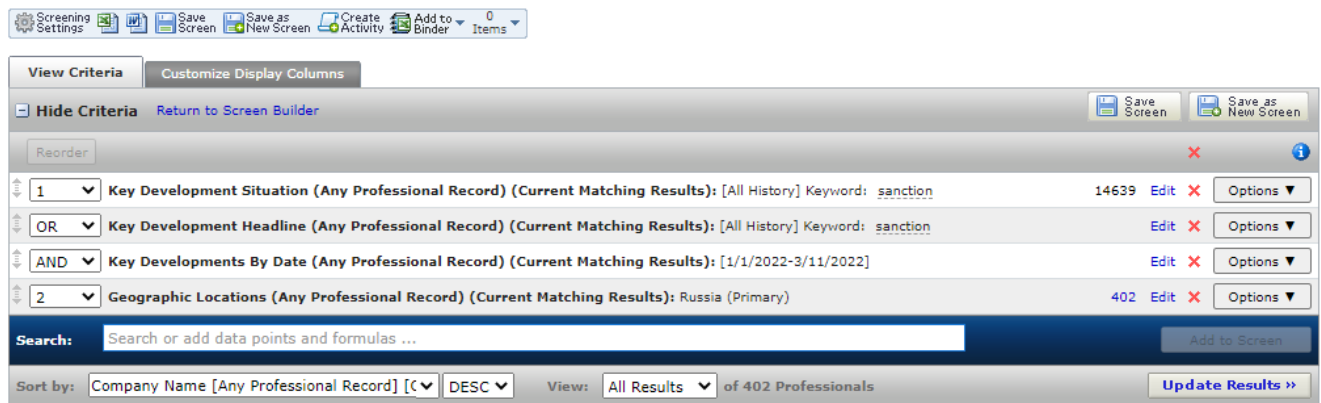 Screening Settings Save Screen Save as New Screen Create Activity Add to Binder 0 Items
View Criteria Customize Display Columns
Hide Criteria Return to Screen Builder Save Screen Save as New Screen
Reorder
1 Key Development Situation (Any Professional Record) (Current Matching Results): [All History] Keyword: sanction 14639 Edit Options ▼
OR Key Development Headline (Any Professional Record) (Current Matching Results): [All History] Keyword: sanction Edit Options ▼
AND Key Developments By Date (Any Professional Record) (Current Matching Results): [1/1/2022-3/11/2022] Edit Options ▼
2 Geographic Locations (Any Professional Record) (Current Matching Results): Russia (Primary) 402 Edit Options ▼
Search: Search or add data points and formulas ... Add to Screen
Sort by: Company Name [Any Professional Record] [C DESC View: All Results of 402 Professionals Update Results »